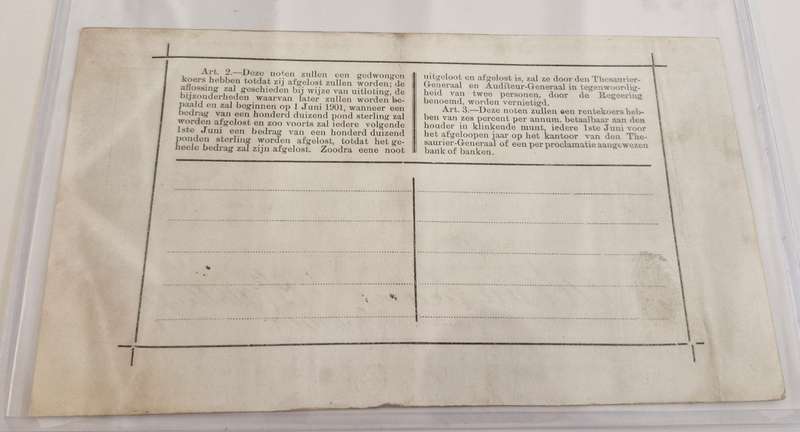 Art. 2.—Deze noten zullen een gedwongen
koers hebben totdat zij afgelost zullen worden; de
aflossing zal geschieden bij wijze van uitloting, de
bijzonderheden waarvan later zullen worden be-
paald en zal beginnen op 1 Juni 1901, wanneer een
bedrag van een honderd duizend pond sterling zal
worden afgelost en zoo voorts zal iedere volgende
1ste Juni een bedrag van een honderd duizend
ponden sterling worden afgelost, totdat het ge-
heele bedrag zal zijn afgelost. Zoodra eene noot
uitgeloot en afgelost is, zal ze door den Thesaurier-
Generaal en Auditeur-Generaal in tegenwoordig-
heid van twee personen, door de Regeering
benoemd, worden vernietigd.
Art. 3.—Deze noten zullen een rentekoers heb-
ben van zes percent per annum, betaalbaar aan den
houder in klinkende munt, iedere 1ste Juni voor
het afgeloopen jaar op het kantoor van den The-
saurier-Generaal of een per proclamatie aangewezen
bank of banken.